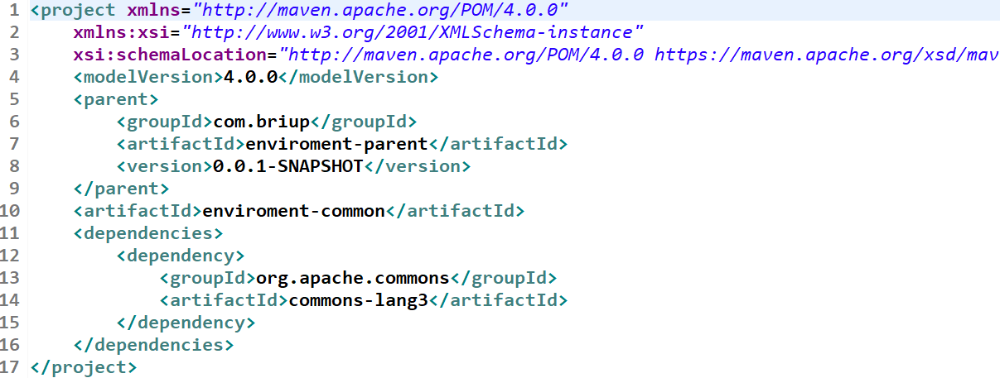 1 <project xmlns="http://maven.apache.org/POM/4.0.0"
2     xmlns:xsi="http://www.w3.org/2001/XMLSchema-instance"
3     xsi:schemaLocation="http://maven.apache.org/POM/4.0.0 https://maven.apache.org/xsd/mav
4     <modelVersion>4.0.0</modelVersion>
5     <parent>
6         <groupId>com.briup</groupId>
7         <artifactId>enviroment-parent</artifactId>
8         <version>0.0.1-SNAPSHOT</version>
9     </parent>
10     <artifactId>enviroment-common</artifactId>
11     <dependencies>
12         <dependency>
13             <groupId>org.apache.commons</groupId>
14             <artifactId>commons-lang3</artifactId>
15         </dependency>
16     </dependencies>
17 </project>